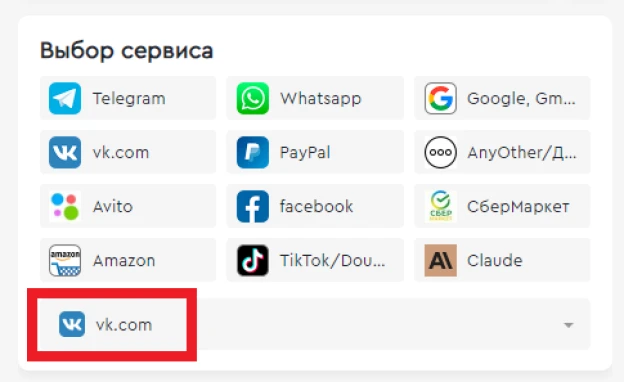 Выбор сервиса
Telegram Whatsapp Google, Gm...
vk.com PayPal AnyOther/Д...
Avito facebook СберМаркет
Amazon TikTok/Dou... Claude
vk.com